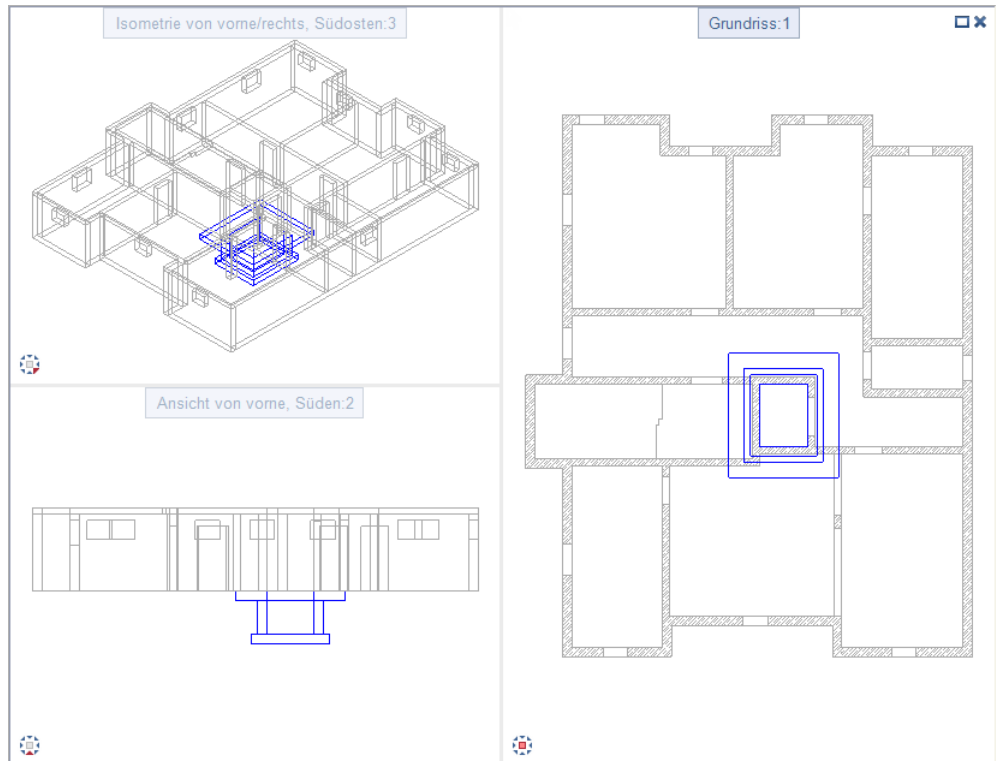 Isometrie von vorne/rechts, Südosten:3
Grundriss:1
Ansicht von vorne, Süden:2